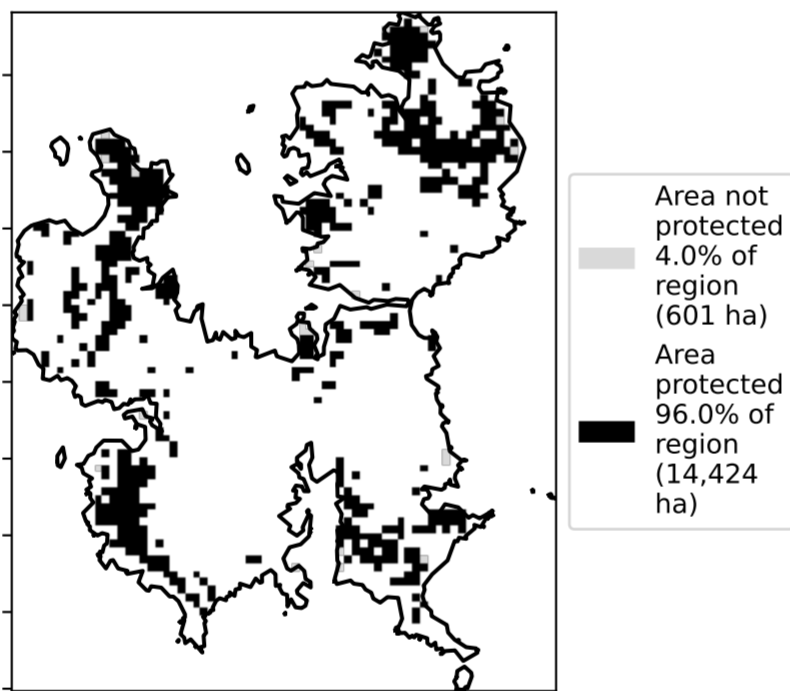 Area not
protected
4.0% of
region
(601 ha)
Area
protected
96.0% of
region
(14,424
ha)